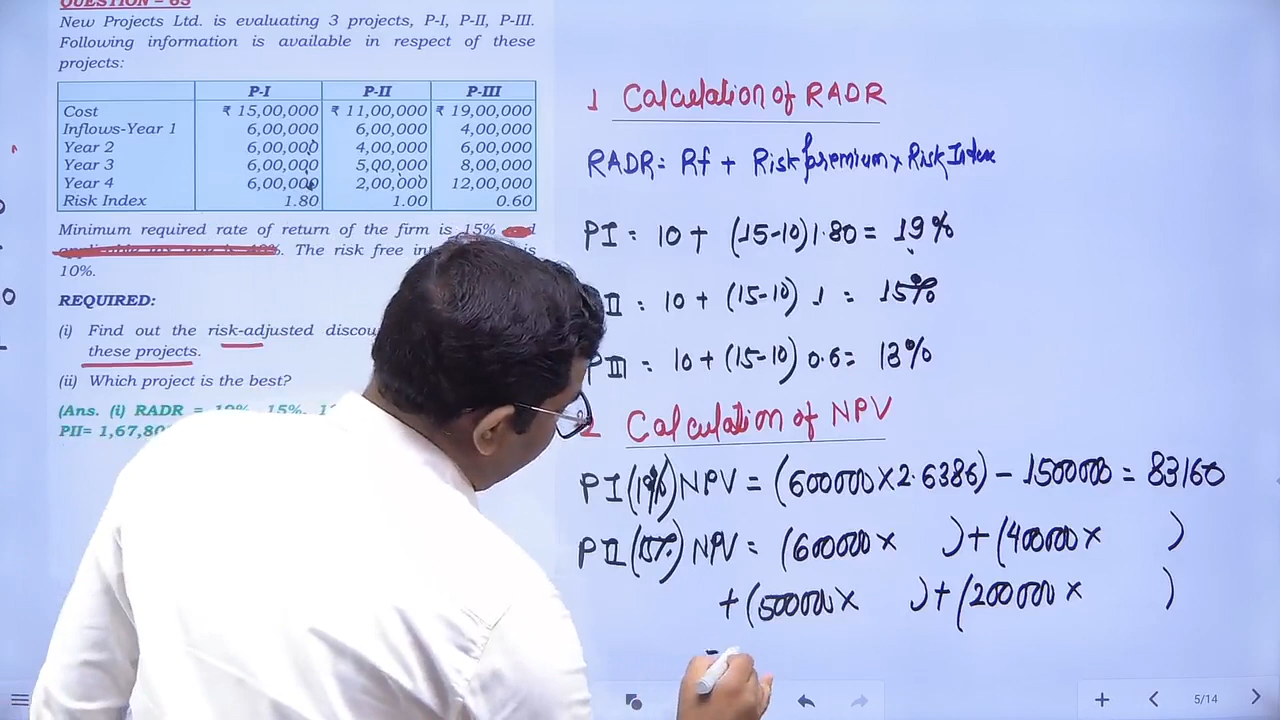 QUESTION – 65
New Projects Ltd. is evaluating 3 projects, P-I, P-II, P-III.
Following information is available in respect of these
projects:
P-I P-II P-III
Cost ₹ 15,00,000 ₹ 11,00,000 ₹ 19,00,000
Inflows-Year 1 6,00,000 6,00,000 4,00,000
Year 2 6,00,000 4,00,000 6,00,000
Year 3 6,00,000 5,00,000 8,00,000
Year 4 6,00,000 2,00,000 12,00,000
Risk Index 1.80 1.00 0.60
Minimum required rate of return of the firm is 15%
. The risk free is
10%.
REQUIRED:
(i) Find out the risk-adjusted
these projects.
(ii) Which project is the best?
(Ans. (i) RADR = 19%, 15%,
PII= 1,67,80
1 Calculation of RADR
RADR = Rf + Risk premium x Risk Index
PI = 10 + (15-10)1.80 = 19%
II = 10 + (15-10) 1 = 15%
PIII = 10 + (15-10) 0.6 = 13%
2 Calculation of NPV
PI(19%) NPV = (600000 x 2.6386) - 1500000 = 83160
PII(15%) NPV = (600000 x ) + (400000 x )
+ (500000 x ) + (200000 x )
5/14